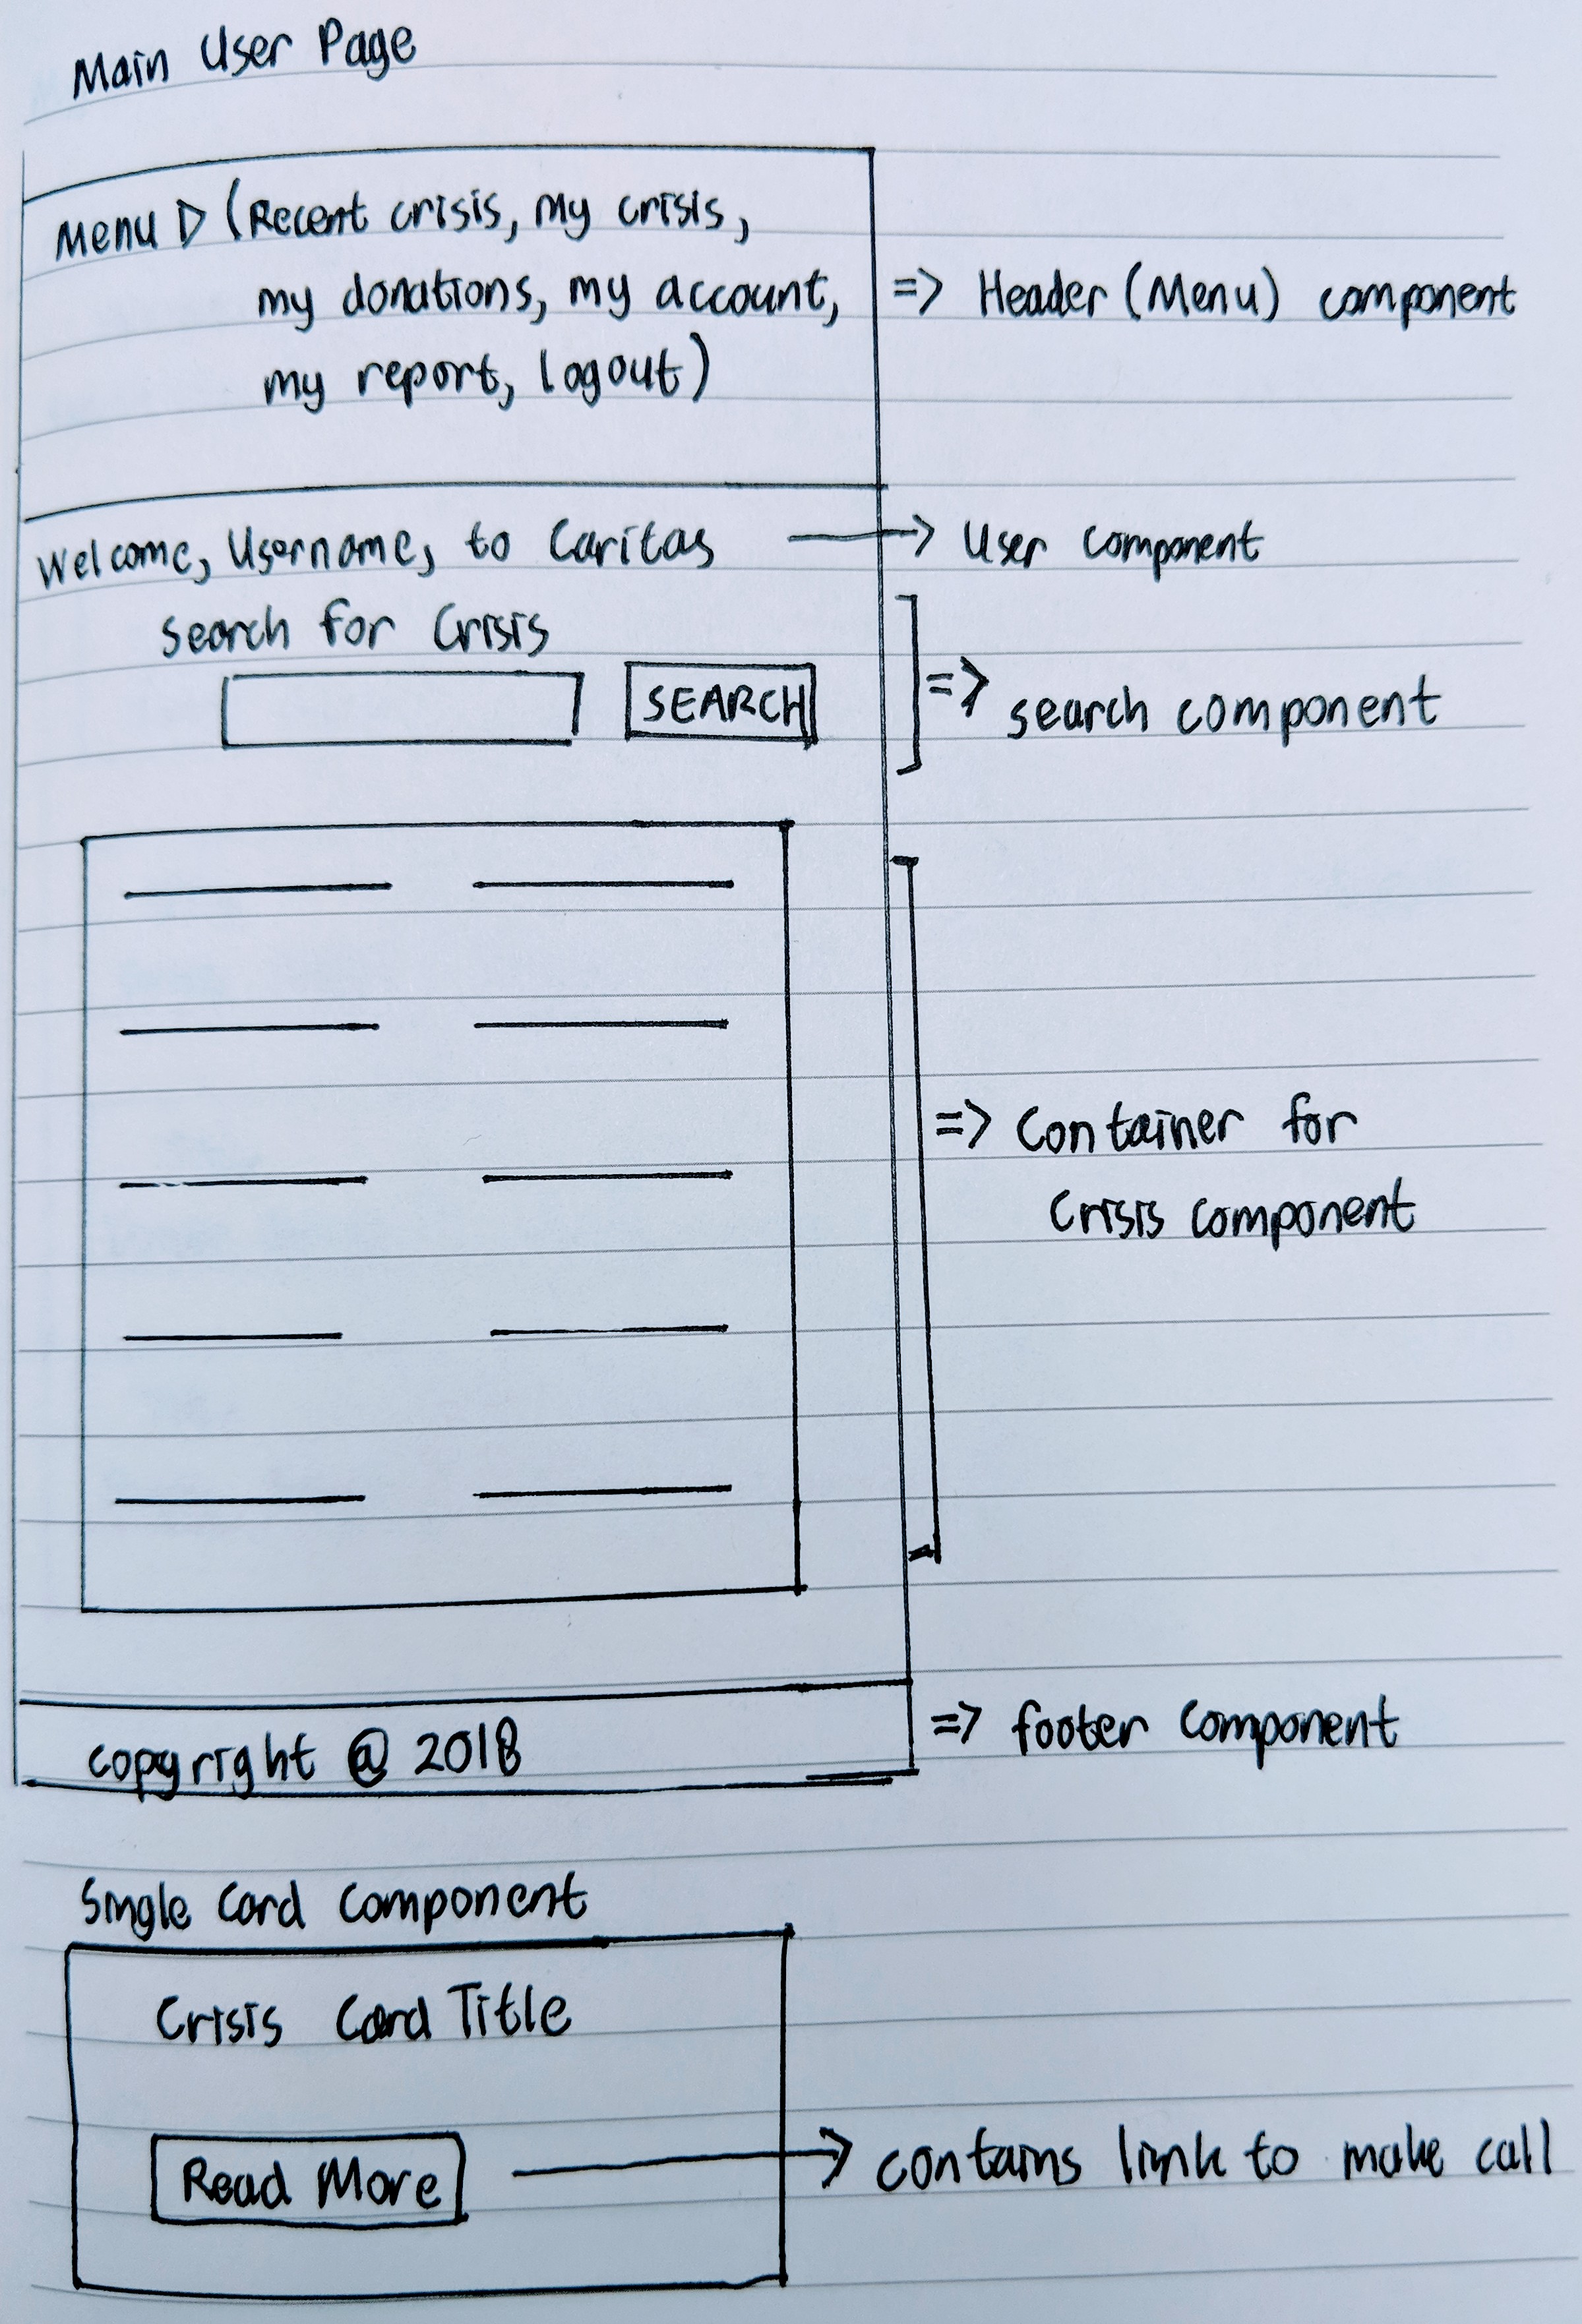 Main User Page
Menu ▷ (Recent crisis, my crisis,
my donations, my account,
my report, logout)
=> Header (Menu) component
Welcome, Username, to Caritas → User component
Search for Crisis
SEARCH
=> search component
=> Container for
Crisis component
copyright @ 2018
=> footer component
Single Card Component
Crisis Card Title
Read More → contains link to make call